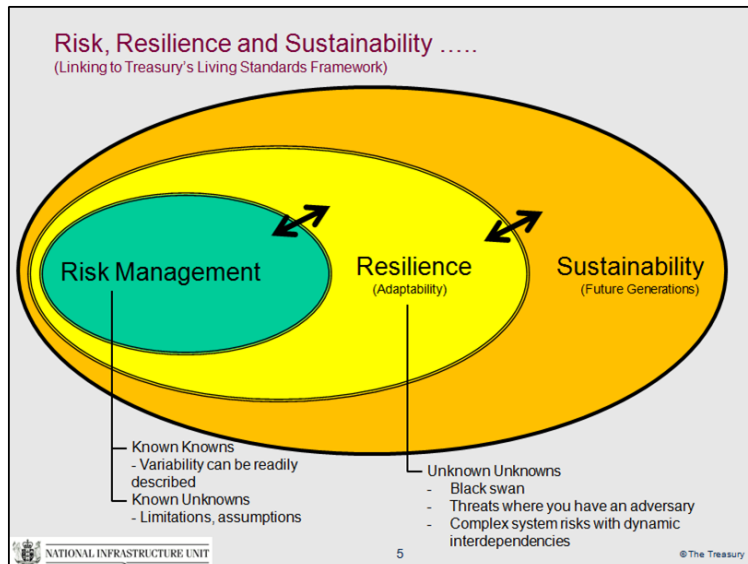 Risk, Resilience and Sustainability .....
(Linking to Treasury's Living Standards Framework)
Risk Management
Resilience
(Adaptability)
Sustainability
(Future Generations)
Known Knowns
- Variability can be readily
described
Known Unknowns
- Limitations, assumptions
Unknown Unknowns
- Black swan
- Threats where you have an adversary
- Complex system risks with dynamic
interdependencies
NATIONAL INFRASTRUCTURE UNIT
5
© The Treasury